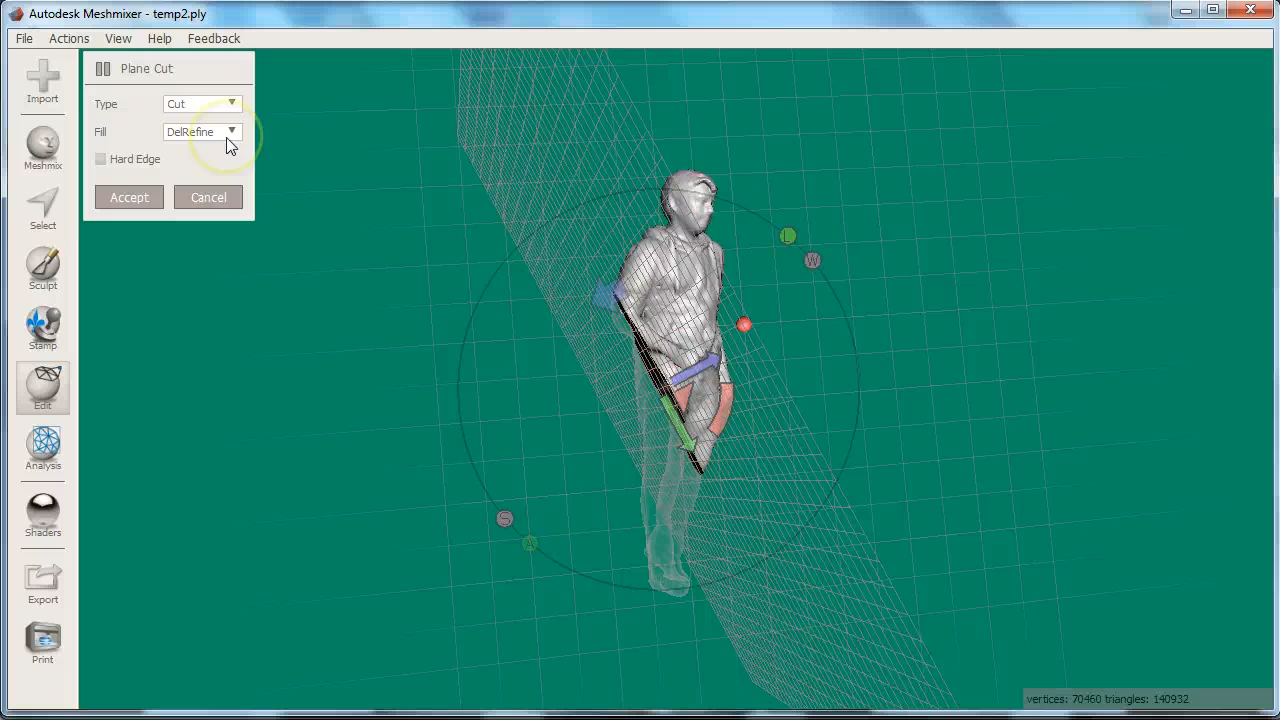 Autodesk Meshmixer - temp2.ply
File Actions View Help Feedback
Plane Cut
Type Cut
Fill DelRefine
Hard Edge
Accept Cancel
Import
Meshmix
Select
Sculpt
Stamp
Edit
Analysis
Shaders
Export
Print
L
W
S
A
vertices: 70460 triangles: 140932